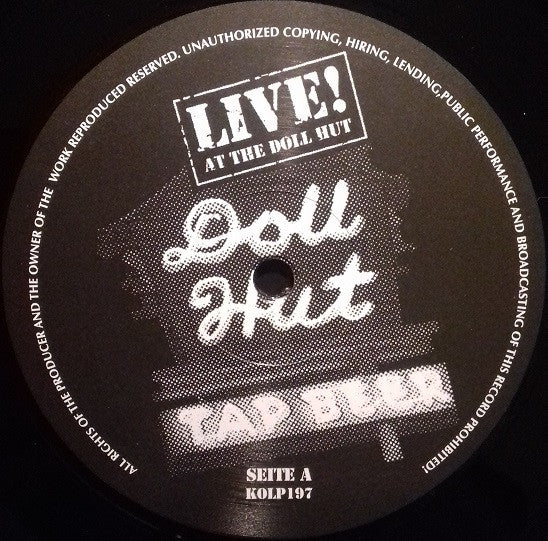 ALL RIGHTS OF THE PRODUCER AND THE OWNER OF THE WORK REPRODUCED RESERVED. UNAUTHORIZED COPYING, HIRING, LENDING,PUBLIC PERFORMANCE AND BROADCASTING OF THIS RECORD PROHIBITED!
LIVE!
AT THE DOLL HUT
Doll
Hut
TAP BEER
SEITE A
KOLP197